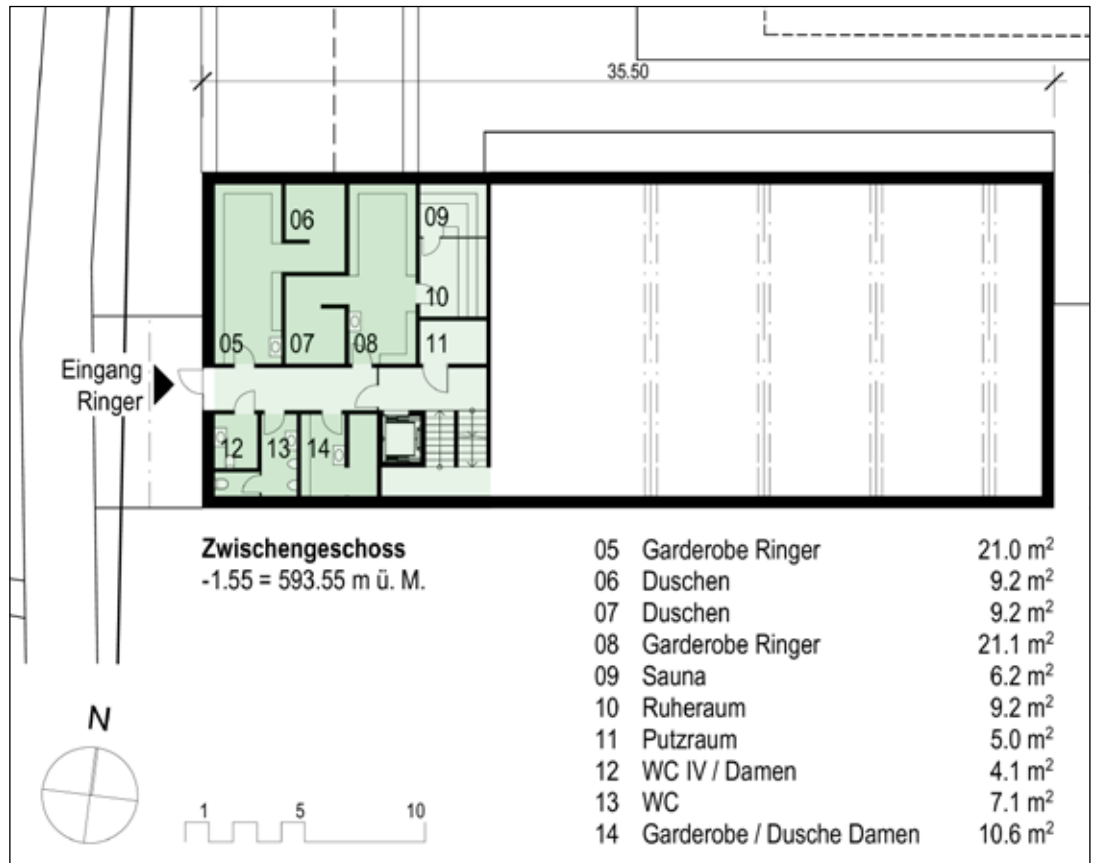 35.50
06
09
10
05
07
08
11
Eingang
Ringer
12
13
14
Zwischengeschoss
-1.55 = 593.55 m ü. M.
05 Garderobe Ringer 21.0 m²
06 Duschen 9.2 m²
07 Duschen 9.2 m²
08 Garderobe Ringer 21.1 m²
09 Sauna 6.2 m²
10 Ruheraum 9.2 m²
11 Putzraum 5.0 m²
12 WC IV / Damen 4.1 m²
13 WC 7.1 m²
14 Garderobe / Dusche Damen 10.6 m²
N
1 5 10